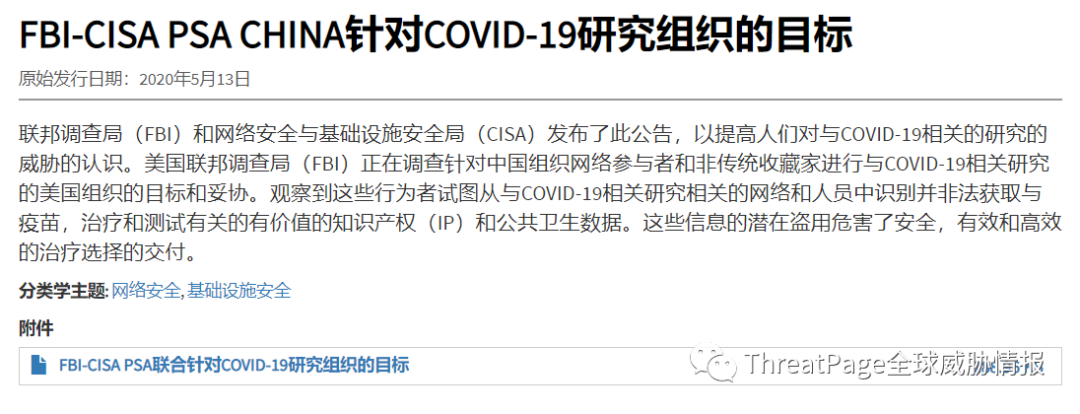 FBI-CISA PSA CHINA针对COVID-19研究组织的目标
原始发行日期：2020年5月13日
联邦调查局（FBI）和网络安全与基础设施安全局（CISA）发布了此公告，以提高人们对与COVID-19相关的研究的
威胁的认识。美国联邦调查局（FBI）正在调查针对中国组织网络参与者和非传统收藏家进行与COVID-19相关研究
的美国组织的目标和妥协。观察到这些行为者试图从与COVID-19相关研究相关的网络和人员中识别并非法获取与
疫苗，治疗和测试有关的有价值的知识产权（IP）和公共卫生数据。这些信息的潜在盗用危害了安全，有效和高效
的治疗选择的交付。
分类学主题: 网络安全, 基础设施安全
附件
FBI-CISA PSA联合针对COVID-19研究组织的目标
ThreatPage全球威胁情报